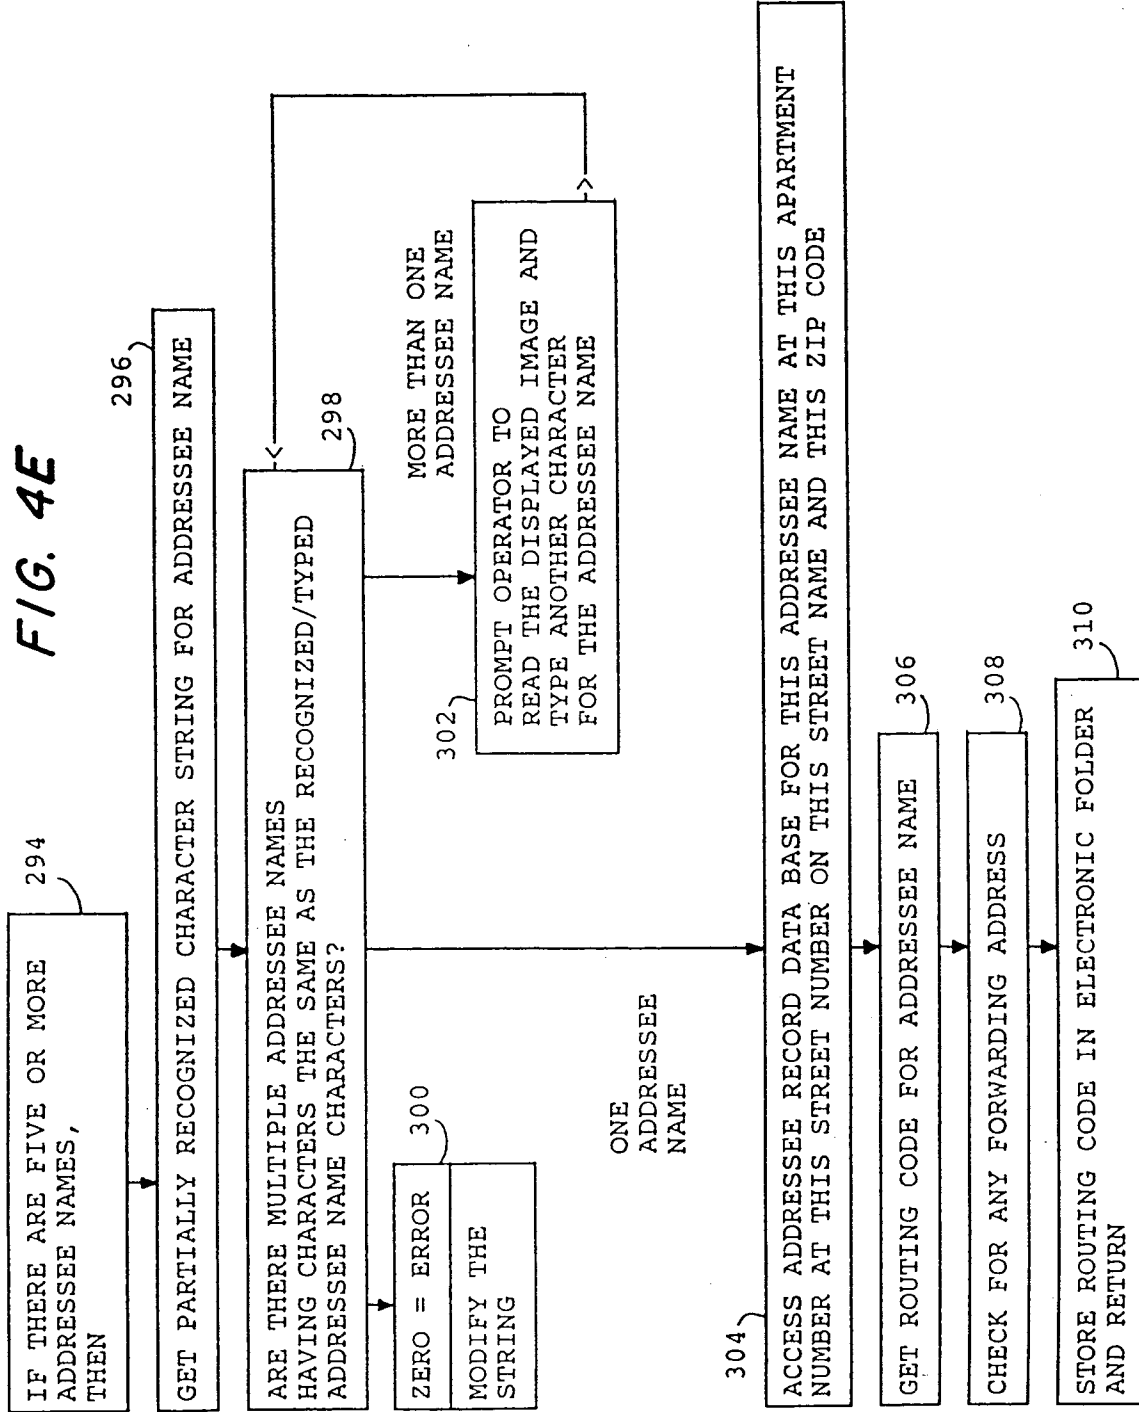 FIG. 4E
294
IF THERE ARE FIVE OR MORE
ADDRESSEE NAMES,
THEN
296
GET PARTIALLY RECOGNIZED CHARACTER STRING FOR ADDRESSEE NAME
298
ARE THERE MULTIPLE ADDRESSEE NAMES
HAVING CHARACTERS THE SAME AS THE RECOGNIZED/TYPED
ADDRESSEE NAME CHARACTERS?
300
ZERO = ERROR
MODIFY THE
STRING
MORE THAN ONE
ADDRESSEE NAME
302
PROMPT OPERATOR TO
READ THE DISPLAYED IMAGE AND
TYPE ANOTHER CHARACTER
FOR THE ADDRESSEE NAME
ONE
ADDRESSEE
NAME
304
ACCESS ADDRESSEE RECORD DATA BASE FOR THIS ADDRESSEE NAME AT THIS APARTMENT
NUMBER AT THIS STREET NUMBER ON THIS STREET NAME AND THIS ZIP CODE
306
GET ROUTING CODE FOR ADDRESSEE NAME
308
CHECK FOR ANY FORWARDING ADDRESS
310
STORE ROUTING CODE IN ELECTRONIC FOLDER
AND RETURN